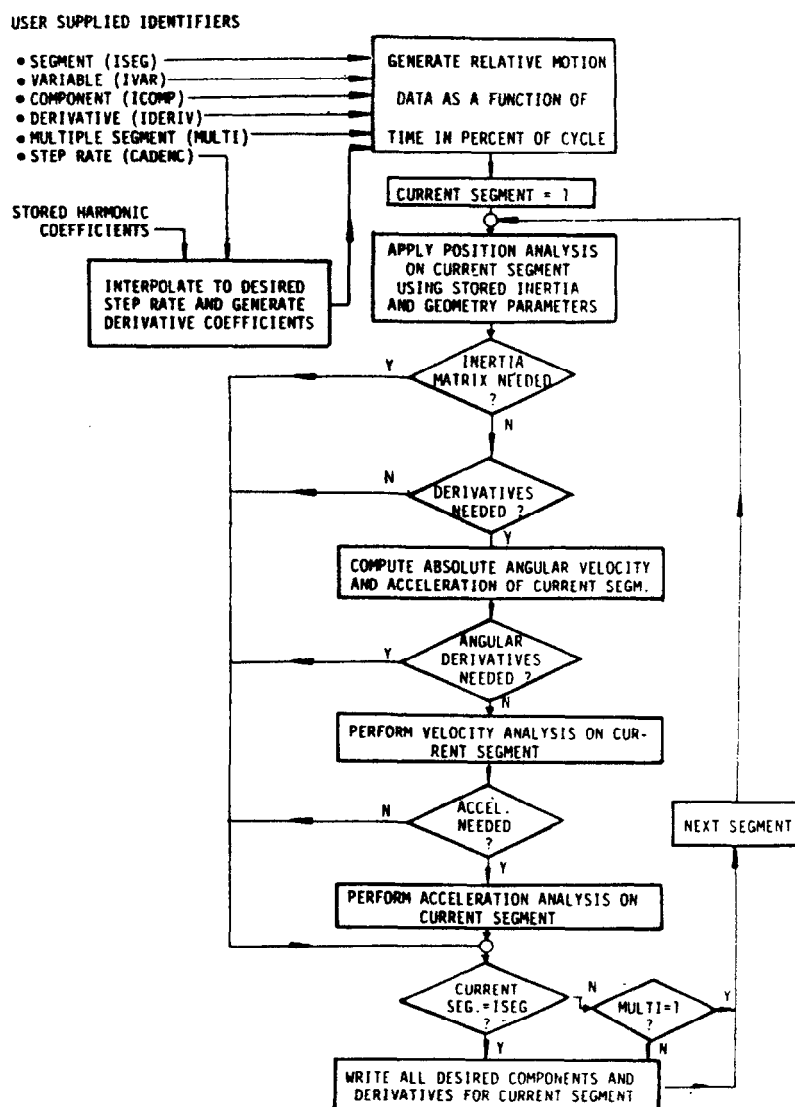 USER SUPPLIED IDENTIFIERS
• SEGMENT (ISEG)
• VARIABLE (IVAR)
• COMPONENT (ICOMP)
• DERIVATIVE (IDERIV)
• MULTIPLE SEGMENT (MULTI)
• STEP RATE (CADENC)
GENERATE RELATIVE MOTION
DATA AS A FUNCTION OF
TIME IN PERCENT OF CYCLE
CURRENT SEGMENT = 1
STORED HARMONIC
COEFFICIENTS
INTERPOLATE TO DESIRED
STEP RATE AND GENERATE
DERIVATIVE COEFFICIENTS
APPLY POSITION ANALYSIS
ON CURRENT SEGMENT
USING STORED INERTIA
AND GEOMETRY PARAMETERS
Y
INERTIA
MATRIX NEEDED
?
N
N
DERIVATIVES
NEEDED ?
Y
COMPUTE ABSOLUTE ANGULAR VELOCITY
AND ACCELERATION OF CURRENT SEGM.
Y
ANGULAR
DERIVATIVES
NEEDED ?
N
PERFORM VELOCITY ANALYSIS ON CUR-
RENT SEGMENT
N
ACCEL.
NEEDED
?
Y
NEXT SEGMENT
PERFORM ACCELERATION ANALYSIS ON
CURRENT SEGMENT
CURRENT
SEG.=ISEG
?
N
MULTI=1
?
Y
Y
N
WRITE ALL DESIRED COMPONENTS AND
DERIVATIVES FOR CURRENT SEGMENT